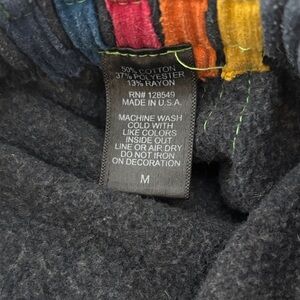 50% COTTON
37% POLYESTER
13% RAYON
RN# 128549
MADE IN U.S.A.
MACHINE WASH
COLD WITH
LIKE COLORS
INSIDE OUT
LINE OR AIR DRY
DO NOT IRON
ON DECORATION
M